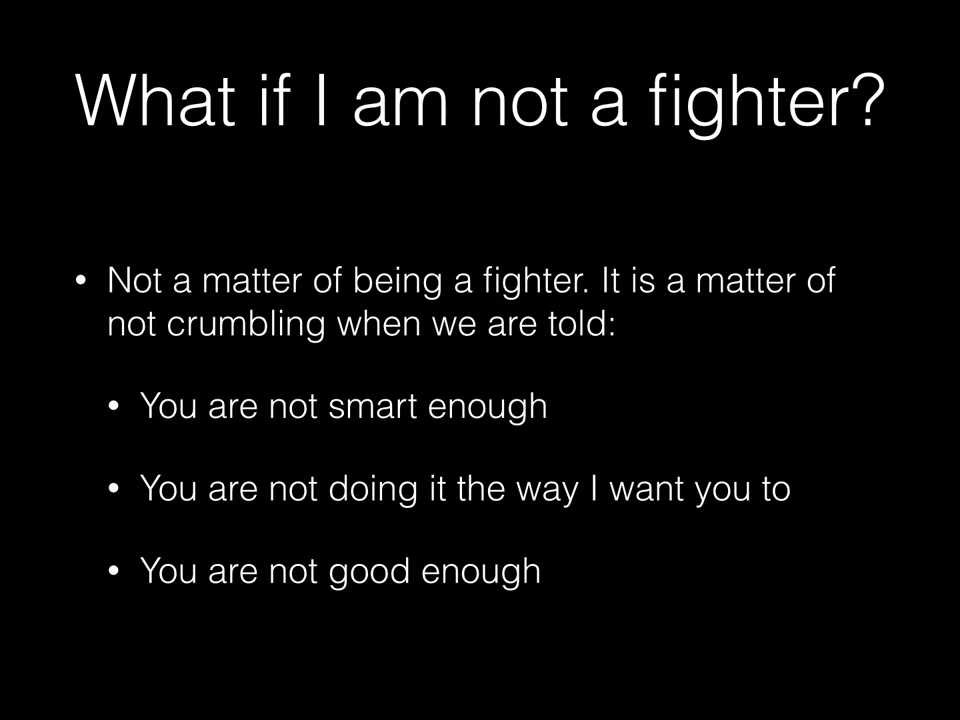 What if I am not a fighter?
• Not a matter of being a fighter. It is a matter of
not crumbling when we are told:
• You are not smart enough
• You are not doing it the way I want you to
• You are not good enough